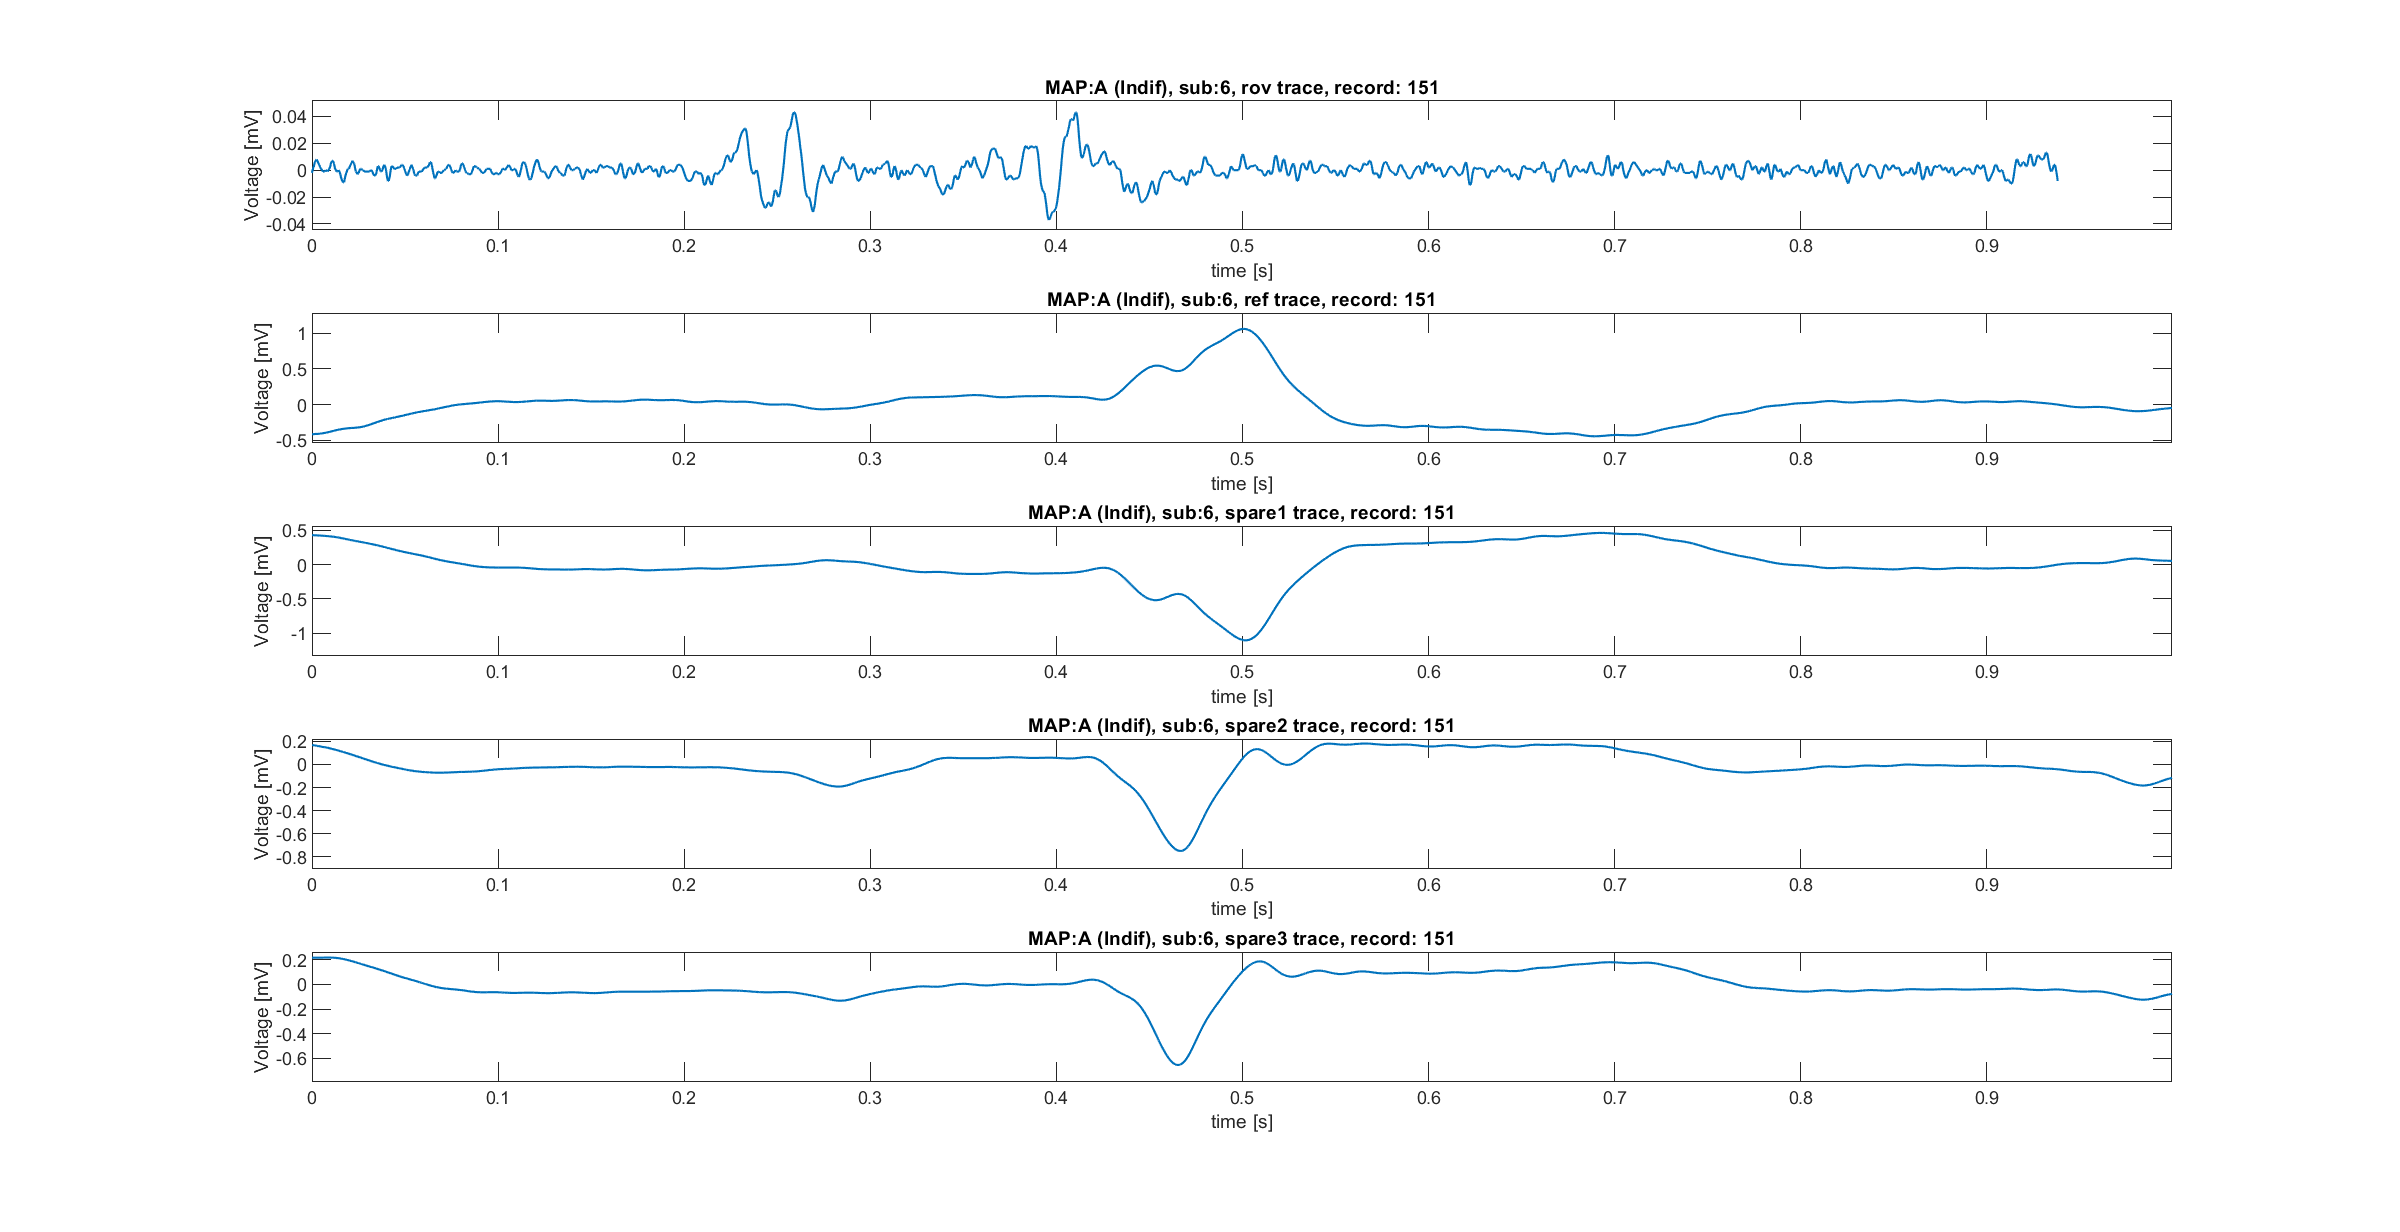 MAP:A (Indif), sub:6, rov trace, record: 151
Voltage [mV]
0.04
0.02
0
-0.02
-0.04
0 0.1 0.2 0.3 0.4 0.5 0.6 0.7 0.8 0.9
time [s]
MAP:A (Indif), sub:6, ref trace, record: 151
Voltage [mV]
1
0.5
0
-0.5
0 0.1 0.2 0.3 0.4 0.5 0.6 0.7 0.8 0.9
time [s]
MAP:A (Indif), sub:6, spare1 trace, record: 151
Voltage [mV]
0.5
0
-0.5
-1
0 0.1 0.2 0.3 0.4 0.5 0.6 0.7 0.8 0.9
time [s]
MAP:A (Indif), sub:6, spare2 trace, record: 151
Voltage [mV]
0.2
0
-0.2
-0.4
-0.6
-0.8
0 0.1 0.2 0.3 0.4 0.5 0.6 0.7 0.8 0.9
time [s]
MAP:A (Indif), sub:6, spare3 trace, record: 151
Voltage [mV]
0.2
0
-0.2
-0.4
-0.6
0 0.1 0.2 0.3 0.4 0.5 0.6 0.7 0.8 0.9
time [s]